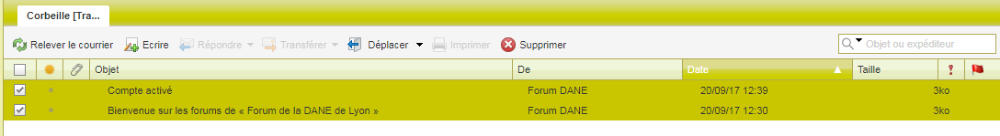 Corbeille [Tra...
Relever le courrier Ecrire Répondre Transférer Déplacer Imprimer Supprimer Objet ou expéditeur
Objet De Date Taille
Compte activé Forum DANE 20/09/17 12:39 3ko
Bienvenue sur les forums de « Forum de la DANE de Lyon » Forum DANE 20/09/17 12:30 3ko